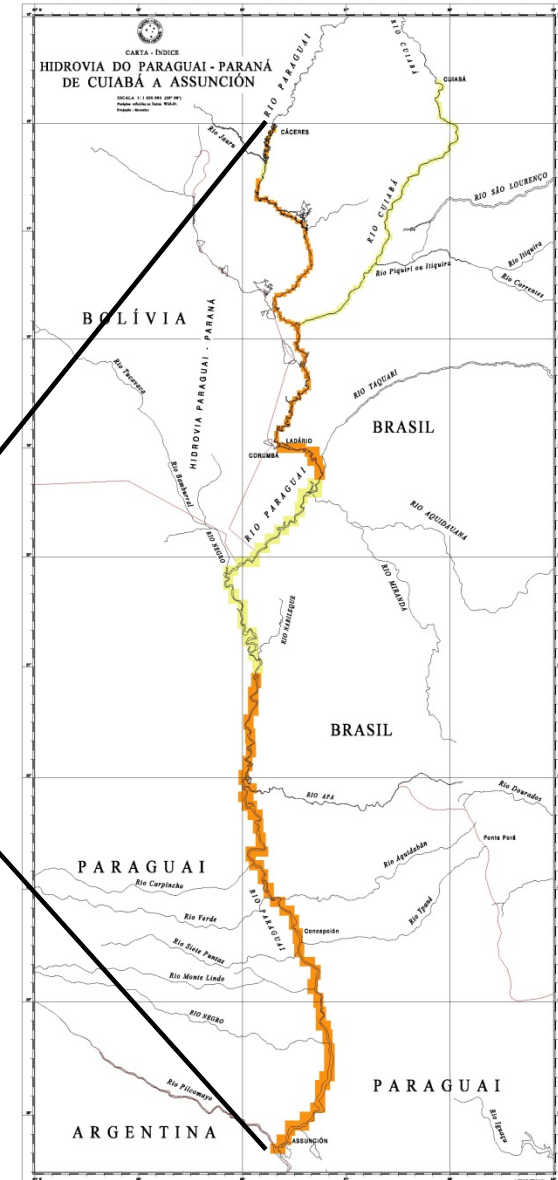 CARTA - ÍNDICE
HIDROVIA DO PARAGUAI - PARANÁ
DE CUIABÁ A ASSUNCIÓN
RIO PARAGUAI
RIO CUIABÁ
CUIABÁ
CÁCERES
Rio Jauru
RIO SÃO LOURENÇO
RIO CUIABÁ
Rio Itiquira
Rio Piquiri ou Itiquira
Rio Correntes
BOLÍVIA
HIDROVIA PARAGUAI - PARANÁ
Rio Tucavaca
RIO TAQUARI
BRASIL
LADÁRIO
CORUMBÁ
Rio Bamburral
RIO PARAGUAI
RIO AQUIDAUANA
RIO NEGRO
RIO MIRANDA
RIO NABILEQUE
BRASIL
RIO APA
Rio Dourados
Ponta Porã
Rio Aquidabán
PARAGUAI
Rio Carpincho
RIO PARAGUAI
Rio Ypané
Rio Verde
Concepción
Rio Siete Puntas
Rio Monte Lindo
RIO NEGRO
Rio Pilcomayo
PARAGUAI
Rio Iguaçu
ARGENTINA
ASSUNCIÓN